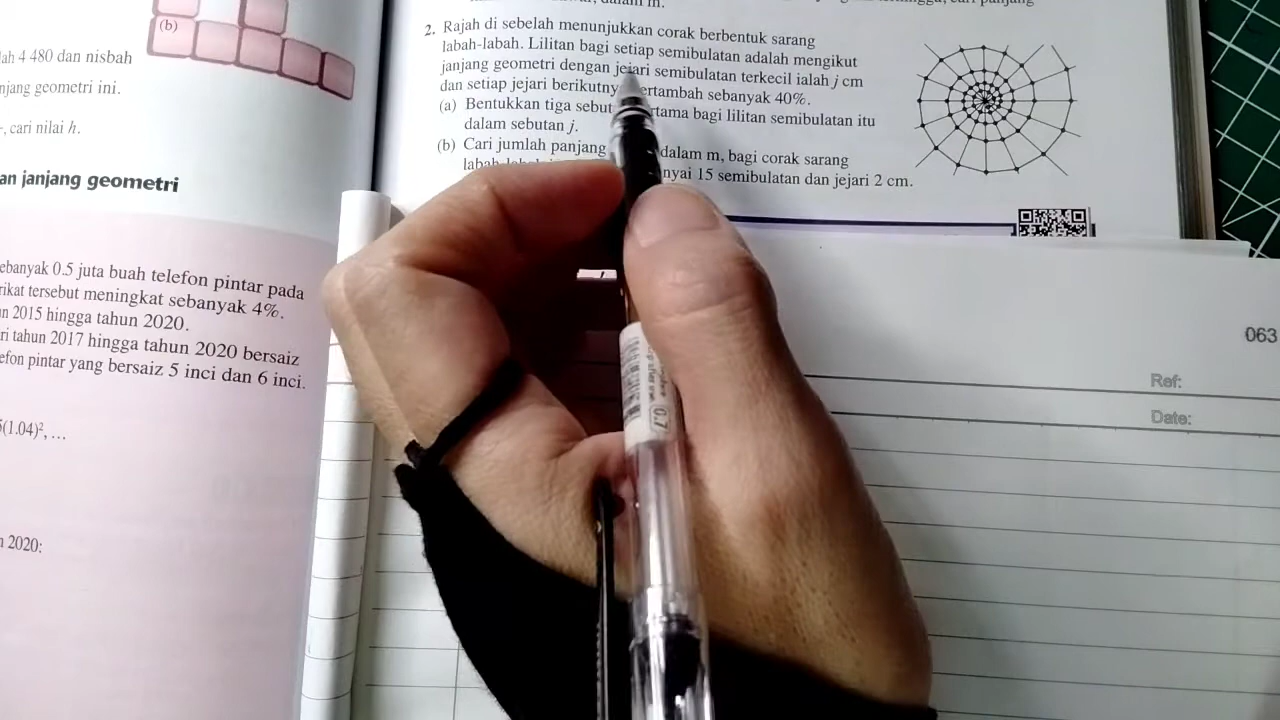 (b)
lah 4 480 dan nisbah
njang geometri ini.
, cari nilai h.
an janjang geometri
ebanyak 0.5 juta buah telefon pintar pada
rikat tersebut meningkat sebanyak 4%.
n 2015 hingga tahun 2020.
ri tahun 2017 hingga tahun 2020 bersaiz
efon pintar yang bersaiz 5 inci dan 6 inci.
5(1.04)², …
n 2020:
2. Rajah di sebelah menunjukkan corak berbentuk sarang
labah-labah. Lilitan bagi setiap semibulatan adalah mengikut
janjang geometri dengan jejari semibulatan terkecil ialah j cm
dan setiap jejari berikutny ertambah sebanyak 40%.
(a) Bentukkan tiga sebut rtama bagi lilitan semibulatan itu
dalam sebutan j.
(b) Cari jumlah panjang dalam m, bagi corak sarang
nyai 15 semibulatan dan jejari 2 cm.
063
Ref:
Date:
0.7